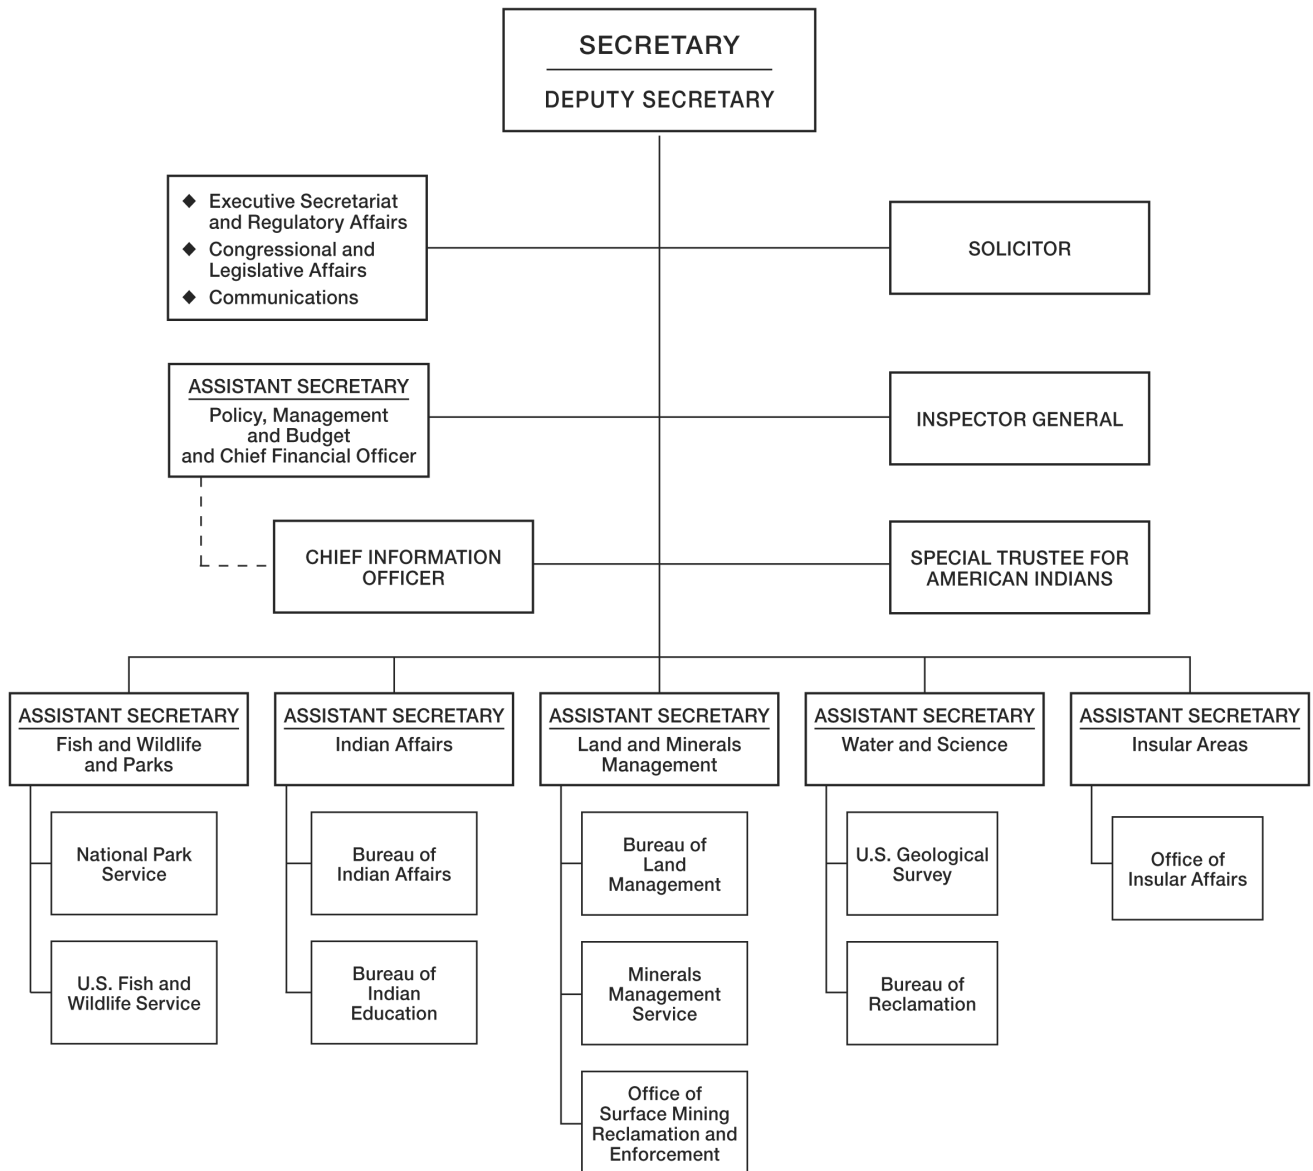 SECRETARY
DEPUTY SECRETARY
◆ Executive Secretariat
and Regulatory Affairs
◆ Congressional and
Legislative Affairs
◆ Communications
SOLICITOR
ASSISTANT SECRETARY
Policy, Management
and Budget
and Chief Financial Officer
INSPECTOR GENERAL
CHIEF INFORMATION
OFFICER
SPECIAL TRUSTEE FOR
AMERICAN INDIANS
ASSISTANT SECRETARY
Fish and Wildlife
and Parks
National Park
Service
U.S. Fish and
Wildlife Service
ASSISTANT SECRETARY
Indian Affairs
Bureau of
Indian Affairs
Bureau of
Indian
Education
ASSISTANT SECRETARY
Land and Minerals
Management
Bureau of
Land
Management
Minerals
Management
Service
Office of
Surface Mining
Reclamation and
Enforcement
ASSISTANT SECRETARY
Water and Science
U.S. Geological
Survey
Bureau of
Reclamation
ASSISTANT SECRETARY
Insular Areas
Office of
Insular Affairs